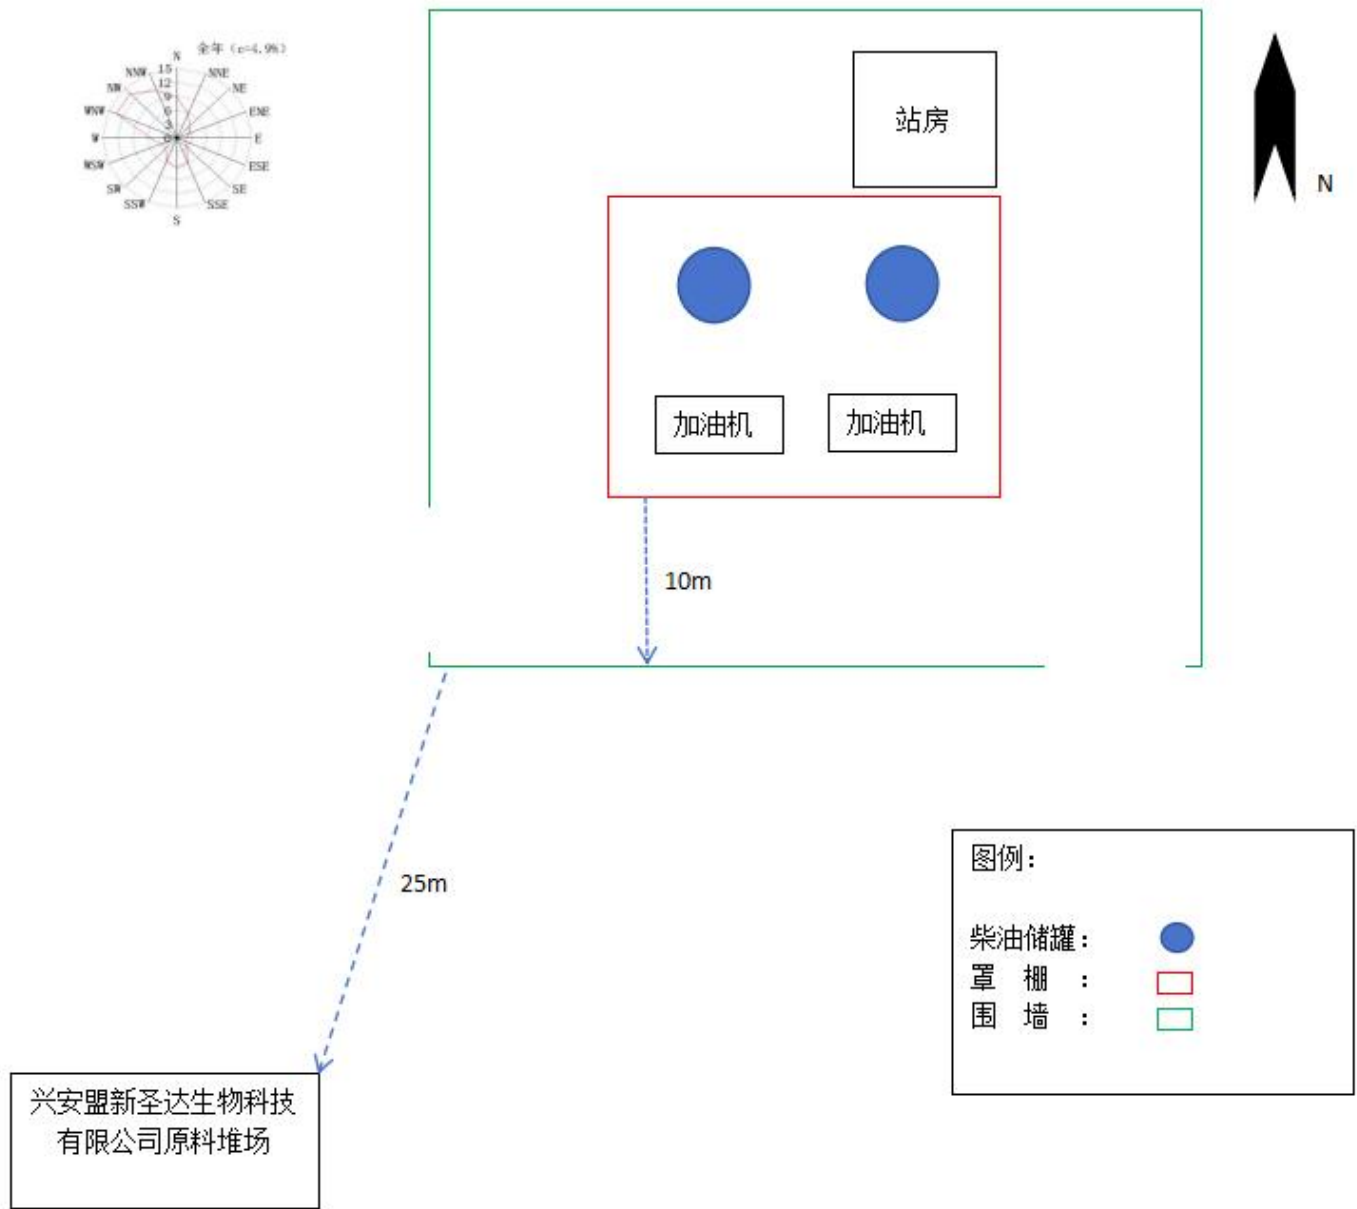 全年（c=4.9%）
N
NNW
15
NNE
NW
12
NE
9
WNW
6
ENE
3
W
0
E
WSW
ESE
SW
SE
SSW
SSE
S
站房
N
加油机
加油机
10m
25m
图例：
柴油储罐：
罩 棚 ：
围 墙 ：
兴安盟新圣达生物科技
有限公司原料堆场